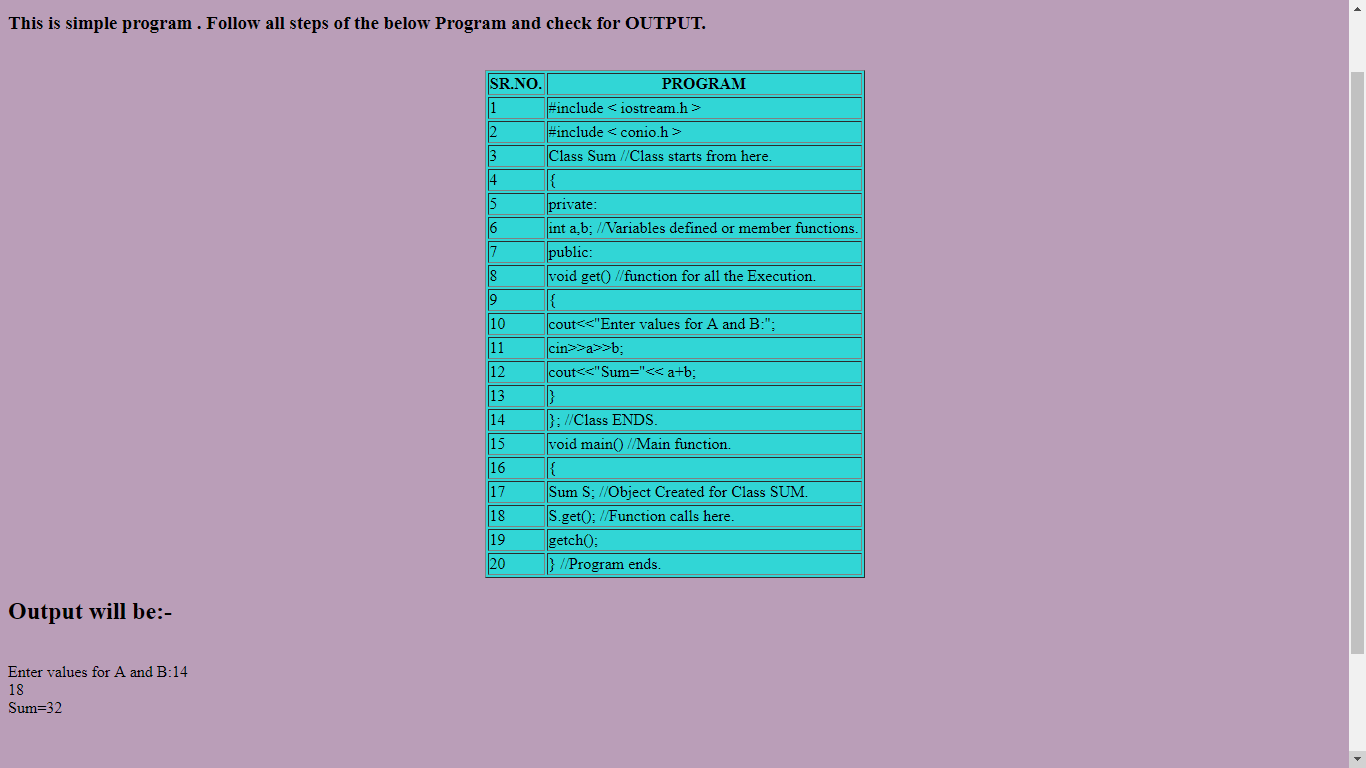 This is simple program . Follow all steps of the below Program and check for OUTPUT.
SR.NO. PROGRAM
1 #include < iostream.h >
2 #include < conio.h >
3 Class Sum //Class starts from here.
4 {
5 private:
6 int a,b; //Variables defined or member functions.
7 public:
8 void get() //function for all the Execution.
9 {
10 cout<<"Enter values for A and B:";
11 cin>>a>>b;
12 cout<<"Sum="<< a+b;
13 }
14 }; //Class ENDS.
15 void main() //Main function.
16 {
17 Sum S; //Object Created for Class SUM.
18 S.get(); //Function calls here.
19 getch();
20 } //Program ends.
Output will be:-
Enter values for A and B:14
18
Sum=32